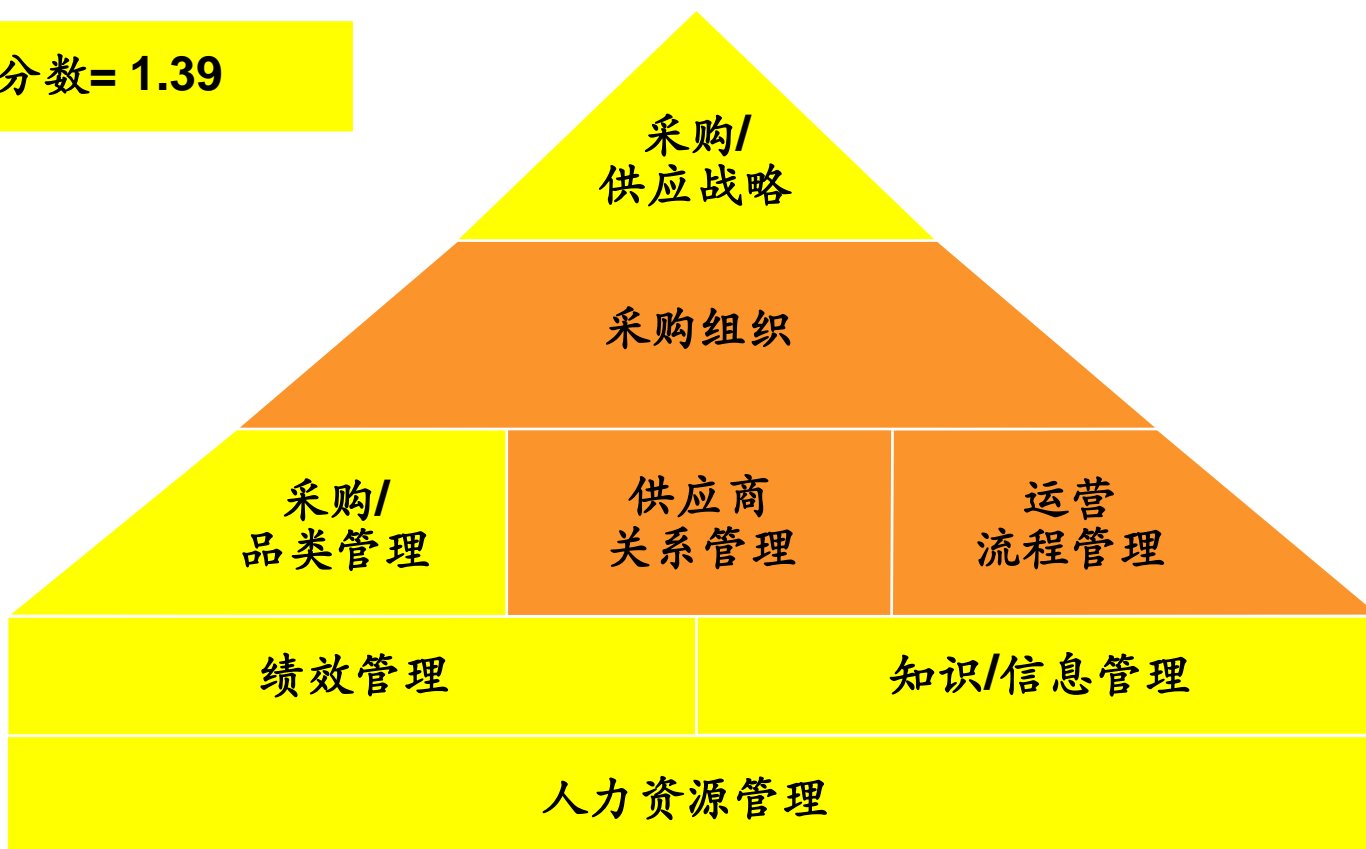 分数= 1.39
采购/
供应战略
采购组织
采购/
品类管理
供应商
关系管理
运营
流程管理
绩效管理
知识/信息管理
人力资源管理